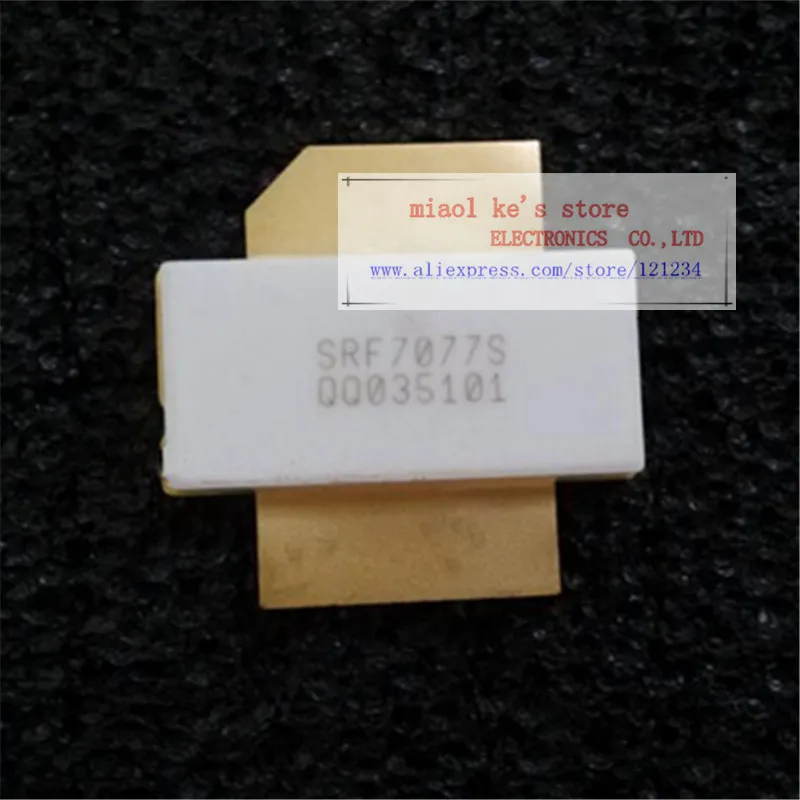 miaol ke's store
ELECTRONICS CO.,LTD
www.aliexpress.com/store/121234
SRF7077S
QQ035101